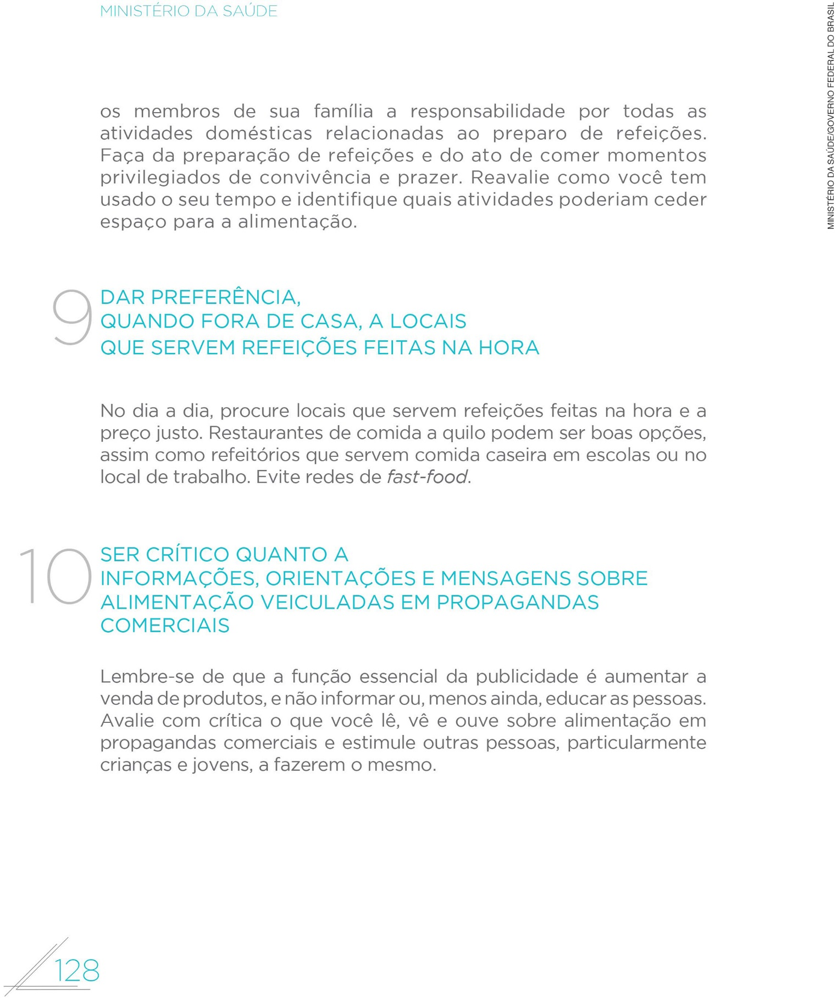 MINISTÉRIO DA SAÚDE
MINISTÉRIO DA SAÚDE/GOVERNO FEDERAL DO BRASIL
os membros de sua família a responsabilidade por todas as
atividades domésticas relacionadas ao preparo de refeições.
Faça da preparação de refeições e do ato de comer momentos
privilegiados de convivência e prazer. Reavalie como você tem
usado o seu tempo e identifique quais atividades poderiam ceder
espaço para a alimentação.
9
DAR PREFERÊNCIA,
QUANDO FORA DE CASA, A LOCAIS
QUE SERVEM REFEIÇÕES FEITAS NA HORA
No dia a dia, procure locais que servem refeições feitas na hora e a
preço justo. Restaurantes de comida a quilo podem ser boas opções,
assim como refeitórios que servem comida caseira em escolas ou no
local de trabalho. Evite redes de fast-food.
10
SER CRÍTICO QUANTO A
INFORMAÇÕES, ORIENTAÇÕES E MENSAGENS SOBRE
ALIMENTAÇÃO VEICULADAS EM PROPAGANDAS
COMERCIAIS
Lembre-se de que a função essencial da publicidade é aumentar a
venda de produtos, e não informar ou, menos ainda, educar as pessoas.
Avalie com crítica o que você lê, vê e ouve sobre alimentação em
propagandas comerciais e estimule outras pessoas, particularmente
crianças e jovens, a fazerem o mesmo.
128